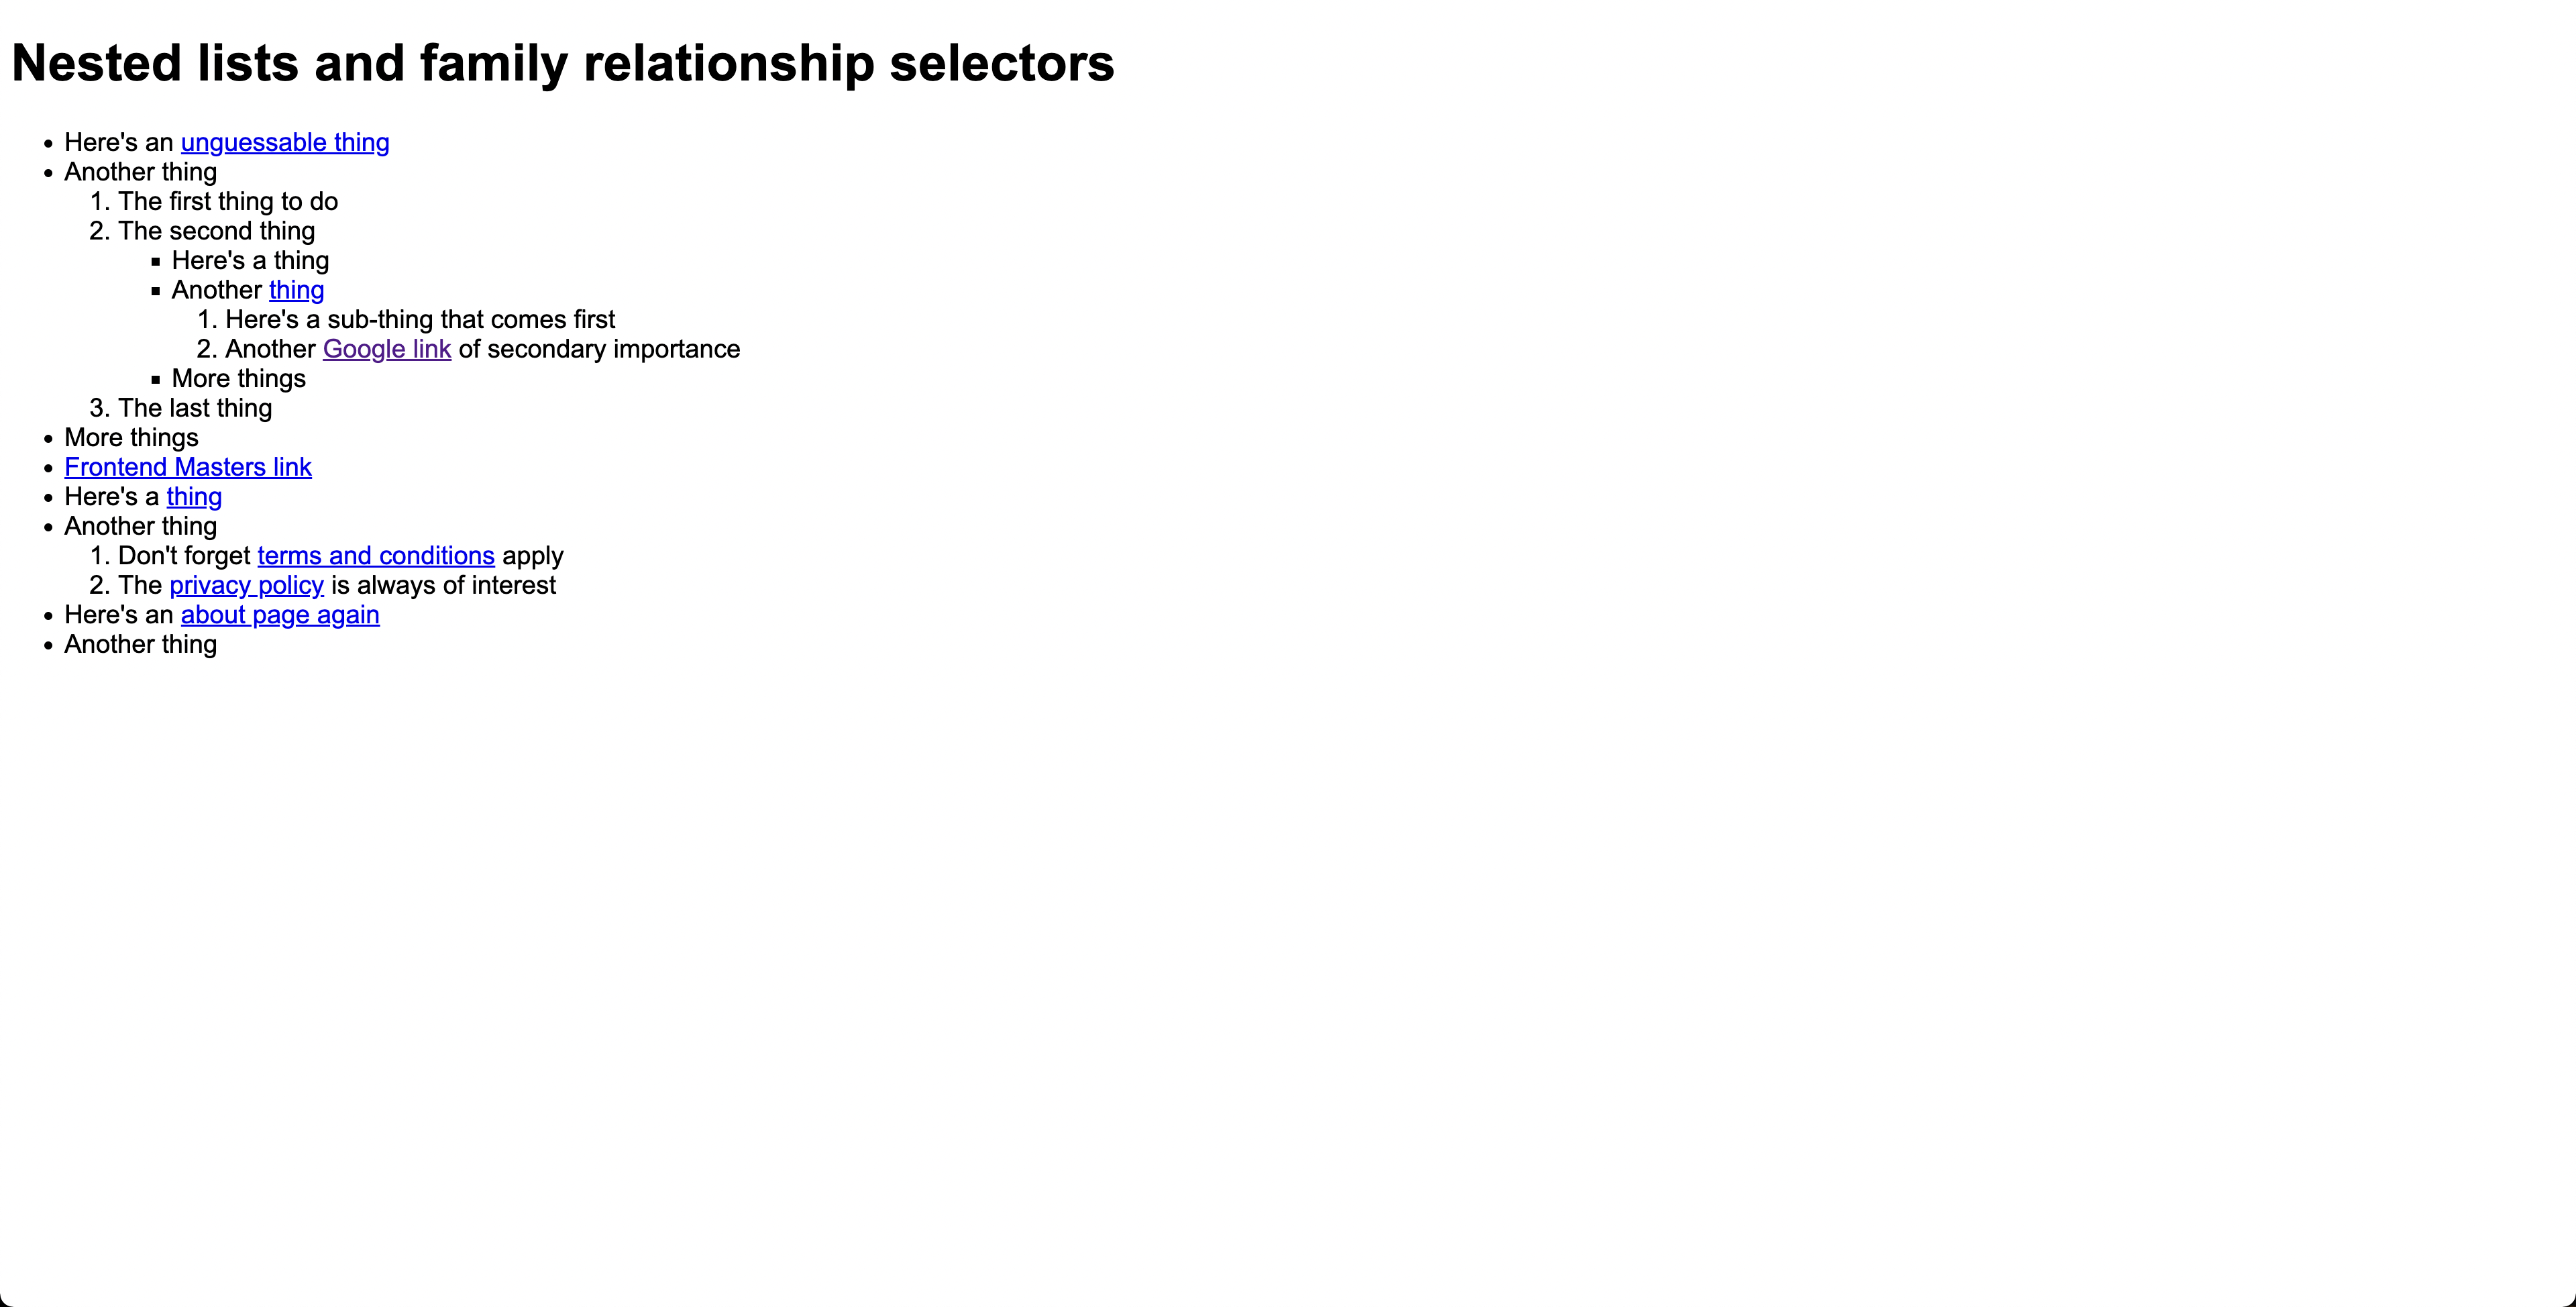 Nested lists and family relationship selectors
• Here's an unguessable thing
• Another thing
1. The first thing to do
2. The second thing
▪ Here's a thing
▪ Another thing
1. Here's a sub-thing that comes first
2. Another Google link of secondary importance
▪ More things
3. The last thing
• More things
• Frontend Masters link
• Here's a thing
• Another thing
1. Don't forget terms and conditions apply
2. The privacy policy is always of interest
• Here's an about page again
• Another thing